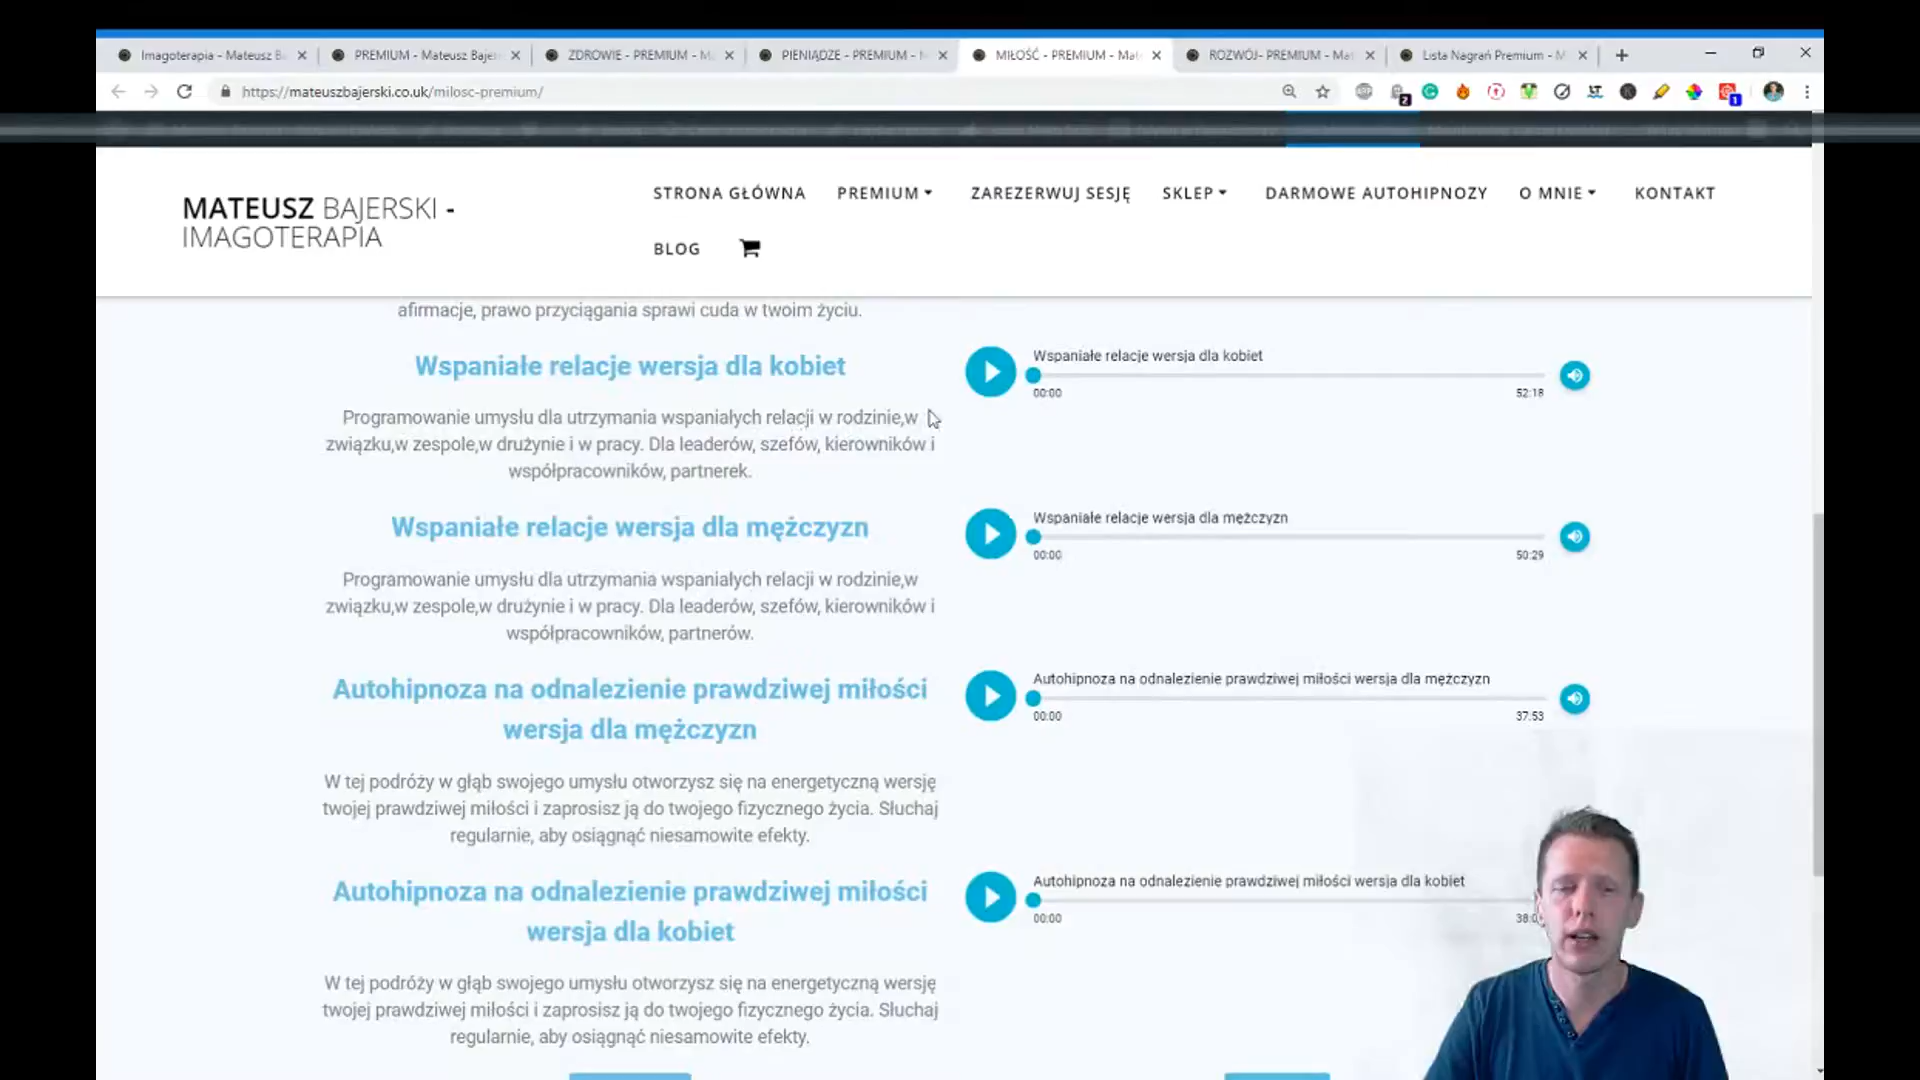 Imagoterapia - Mateusz B
PREMIUM - Mateusz Bajer
ZDROWIE - PREMIUM - M
PIENIĄDZE - PREMIUM -
MIŁOŚĆ - PREMIUM - Mat
ROZWÓJ- PREMIUM - Mat
Lista Nagrań Premium - M
https://mateuszbajerski.co.uk/milosc-premium/
2
1
MATEUSZ BAJERSKI -
IMAGOTERAPIA
STRONA GŁÓWNA
PREMIUM
ZAREZERWUJ SESJĘ
SKLEP
DARMOWE AUTOHIPNOZY
O MNIE
KONTAKT
BLOG
afirmacje, prawo przyciągania sprawi cuda w twoim życiu.
Wspaniałe relacje wersja dla kobiet
Programowanie umysłu dla utrzymania wspaniałych relacji w rodzinie,w
związku,w zespole,w drużynie i w pracy. Dla leaderów, szefów, kierowników i
współpracowników, partnerek.
Wspaniałe relacje wersja dla kobiet
00:00
52:18
Wspaniałe relacje wersja dla mężczyzn
Programowanie umysłu dla utrzymania wspaniałych relacji w rodzinie,w
związku,w zespole,w drużynie i w pracy. Dla leaderów, szefów, kierowników i
współpracowników, partnerów.
Wspaniałe relacje wersja dla mężczyzn
00:00
50:29
Autohipnoza na odnalezienie prawdziwej miłości
wersja dla mężczyzn
W tej podróży w głąb swojego umysłu otworzysz się na energetyczną wersję
twojej prawdziwej miłości i zaprosisz ją do twojego fizycznego życia. Słuchaj
regularnie, aby osiągnąć niesamowite efekty.
Autohipnoza na odnalezienie prawdziwej miłości wersja dla mężczyzn
00:00
37:53
Autohipnoza na odnalezienie prawdziwej miłości
wersja dla kobiet
W tej podróży w głąb swojego umysłu otworzysz się na energetyczną wersję
twojej prawdziwej miłości i zaprosisz ją do twojego fizycznego życia. Słuchaj
regularnie, aby osiągnąć niesamowite efekty.
Autohipnoza na odnalezienie prawdziwej miłości wersja dla kobiet
00:00